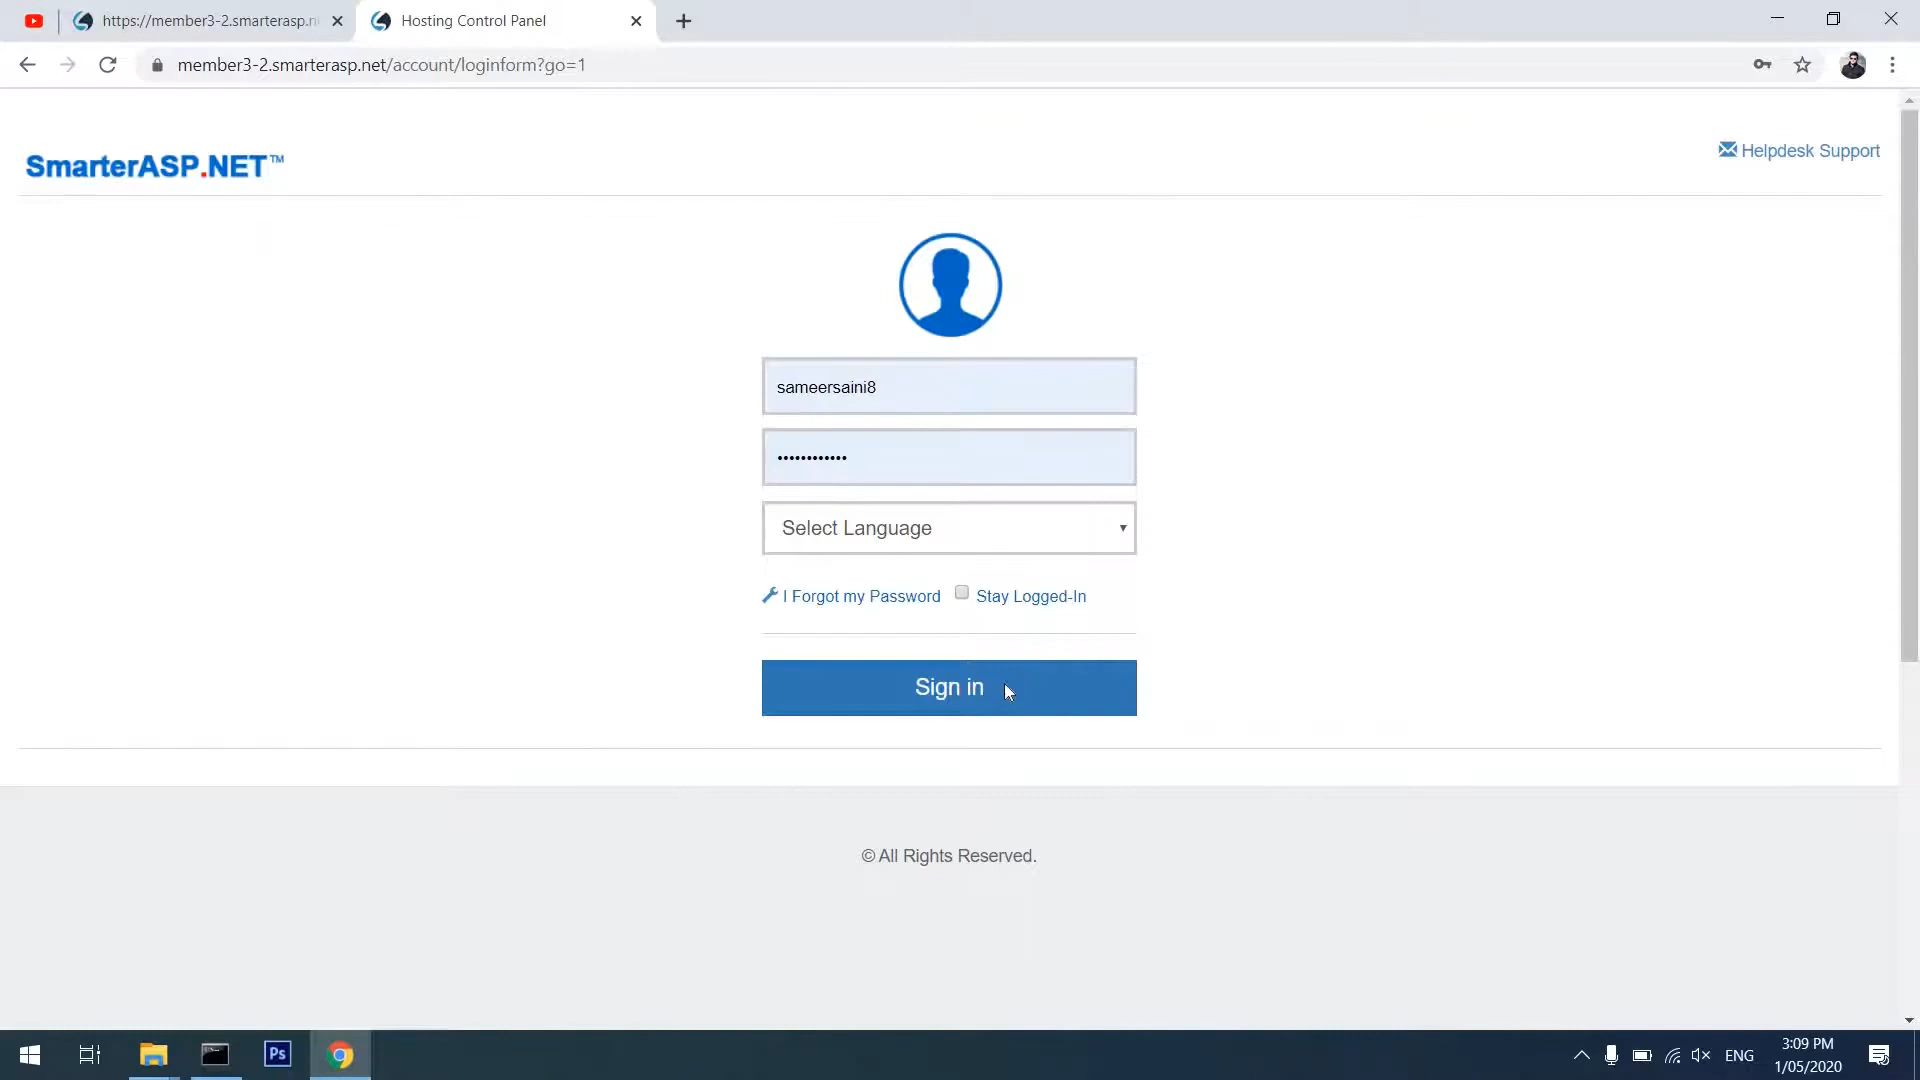 https://member3-2.smarterasp.n
Hosting Control Panel
member3-2.smarterasp.net/account/loginform?go=1
SmarterASP.NET™
Helpdesk Support
sameersaini8
••••••••••••
Select Language
I Forgot my Password
Stay Logged-In
Sign in
© All Rights Reserved.
Ps
ENG
3:09 PM
1/05/2020